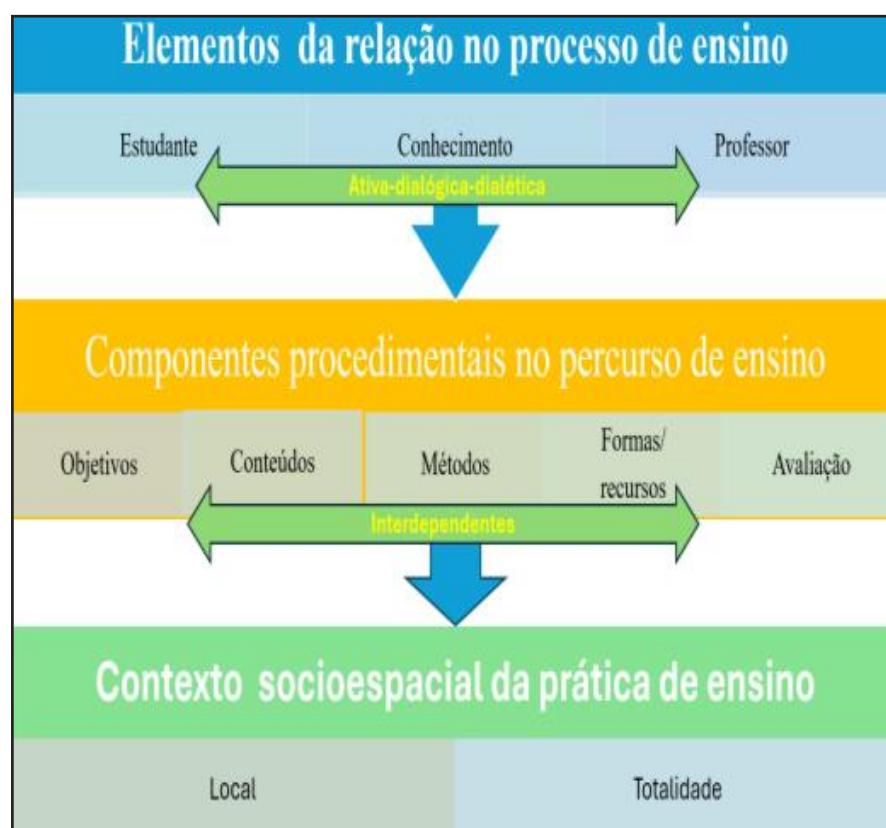 Elementos da relação no processo de ensino
Estudante
Conhecimento
Professor
Ativa-dialógica-dialética
Componentes procedimentais no percurso de ensino
Objetivos
Conteúdos
Métodos
Formas/
recursos
Avaliação
Interdependentes
Contexto socioespacial da prática de ensino
Local
Totalidade